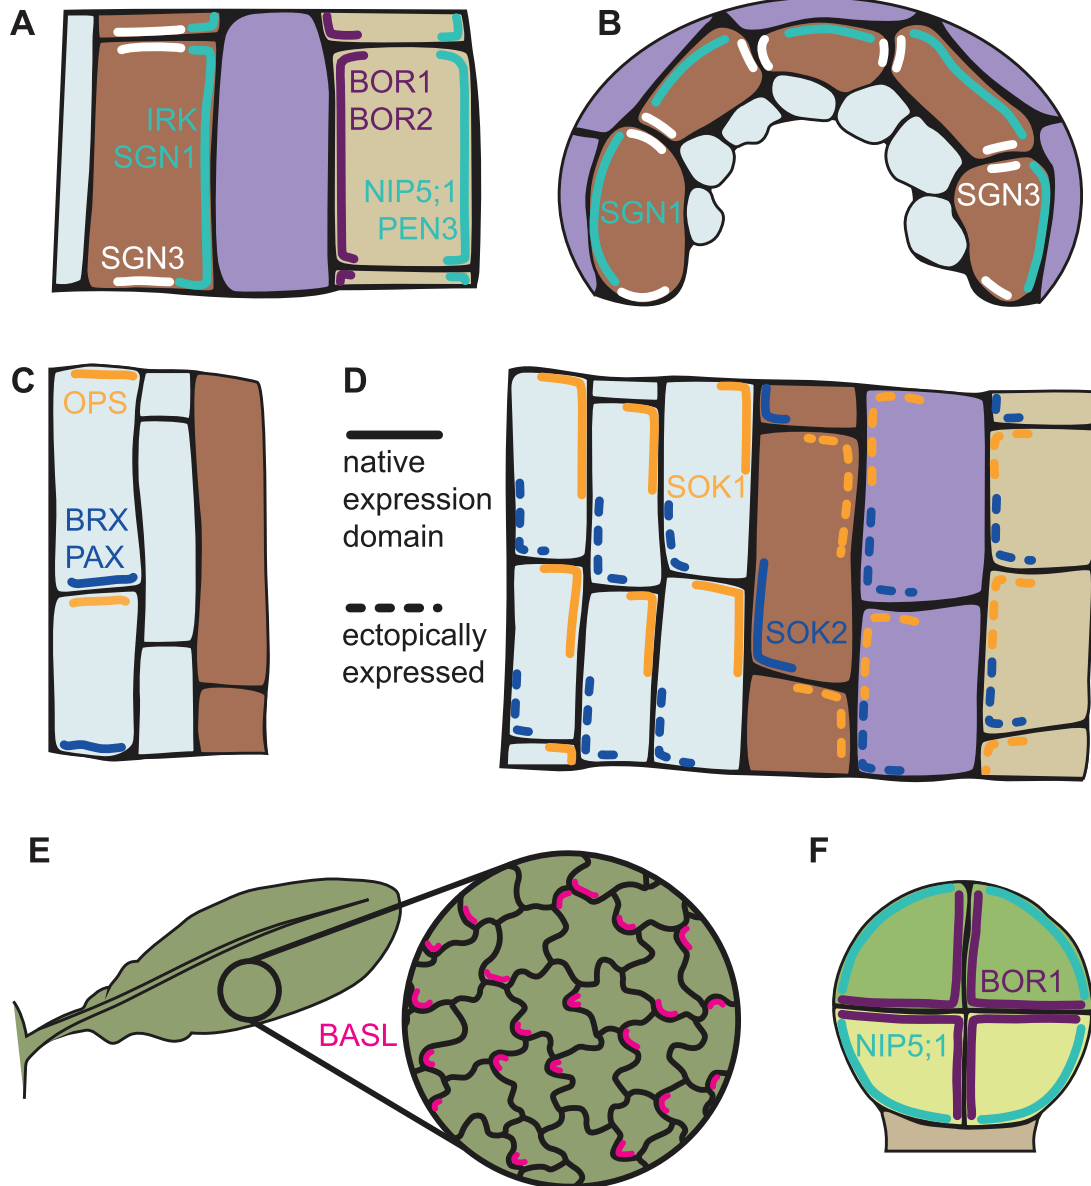 A
IRK
SGN1
SGN3
BOR1
BOR2
NIP5;1
PEN3
B
SGN1
SGN3
C
OPS
BRX
PAX
D
native
expression
domain
ectopically
expressed
SOK1
SOK2
E
BASL
F
BOR1
NIP5;1